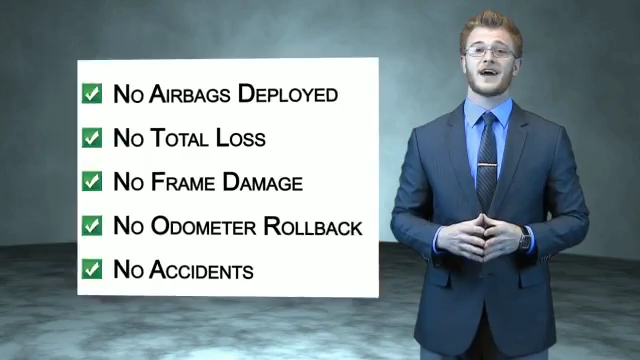 No Airbags Deployed
No Total Loss
No Frame Damage
No Odometer Rollback
No Accidents